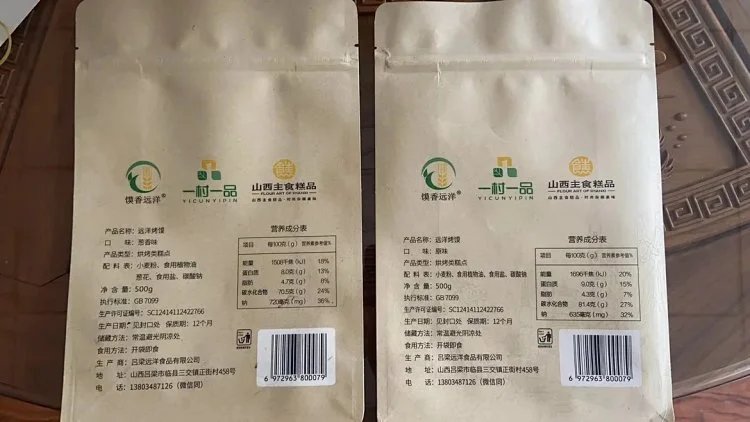 馍香远洋®
一村一品
YICUNYIPIN
山西主食糕品
FLOUR ART OF SHANXI
产品名称：远洋烤馍
口 味：葱香味
产品类型：烘烤类糕点
配 料 表：小麦粉、食用植物油
葱花、食用盐、碳酸钠
净 含 量：500g
执行标准：GB 7099
生产许可证编号：SC12414112422766
生产日期：见封口处 保质期：12个月
储藏方法：常温避光阴凉处
食用方法：开袋即食
生 产 商：吕梁远洋食品有限公司
地 址：山西吕梁市临县三交镇正街村458号
电 话：13803487126（微信同）
营养成分表
项目 每100克(g) 营养素参考值%
能量 1508千焦(kJ) 18%
蛋白质 8.0克(g) 13%
脂肪 4.7克(g) 8%
碳水化合物 70.5克(g) 24%
钠 720毫克(mg) 36%
6 972963 800079
馍香远洋®
一村一品
YICUNYIPIN
山西主食糕品
FLOUR ART OF SHANXI
产品名称：远洋烤馍
口 味：原味
产品类型：烘烤类糕点
配 料 表：小麦粉、食用植物油、食用盐、碳酸钠
净 含 量：500g
执行标准：GB 7099
生产许可证编号：SC12414112422766
生产日期：见封口处 保质期：12个月
储藏方法：常温避光阴凉处
食用方法：开袋即食
生 产 商：吕梁远洋食品有限公司
地 址：山西吕梁市临县三交镇正街村458号
电 话：13803487126（微信同）
营养成分表
项目 每100克(g) 营养素参考值%
能量 1696千焦(kJ) 20%
蛋白质 9.0克(g) 15%
脂肪 4.3克(g) 7%
碳水化合物 81.4克(g) 27%
钠 635毫克(mg) 32%
6 972963 800079